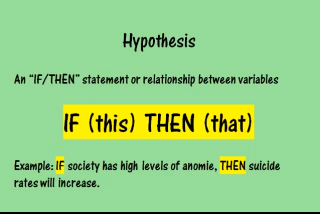 Hypothesis
An “IF/THEN” statement or relationship between variables
IF (this) THEN (that)
Example: IF society has high levels of anomie, THEN suicide
rates will increase.